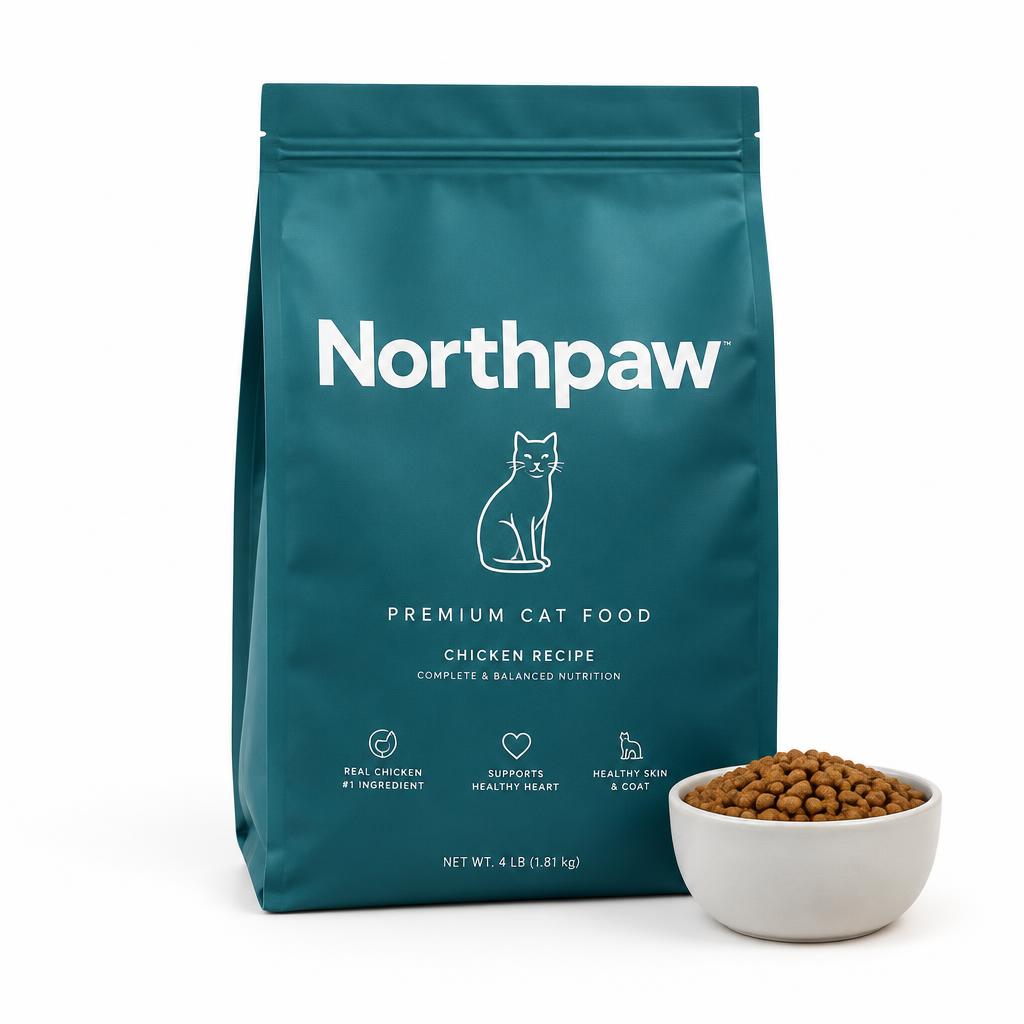 Northpaw™
PREMIUM CAT FOOD
CHICKEN RECIPE
COMPLETE & BALANCED NUTRITION
REAL CHICKEN
#1 INGREDIENT
SUPPORTS
HEALTHY HEART
HEALTHY SKIN
& COAT
NET WT. 4 LB (1.81 kg)